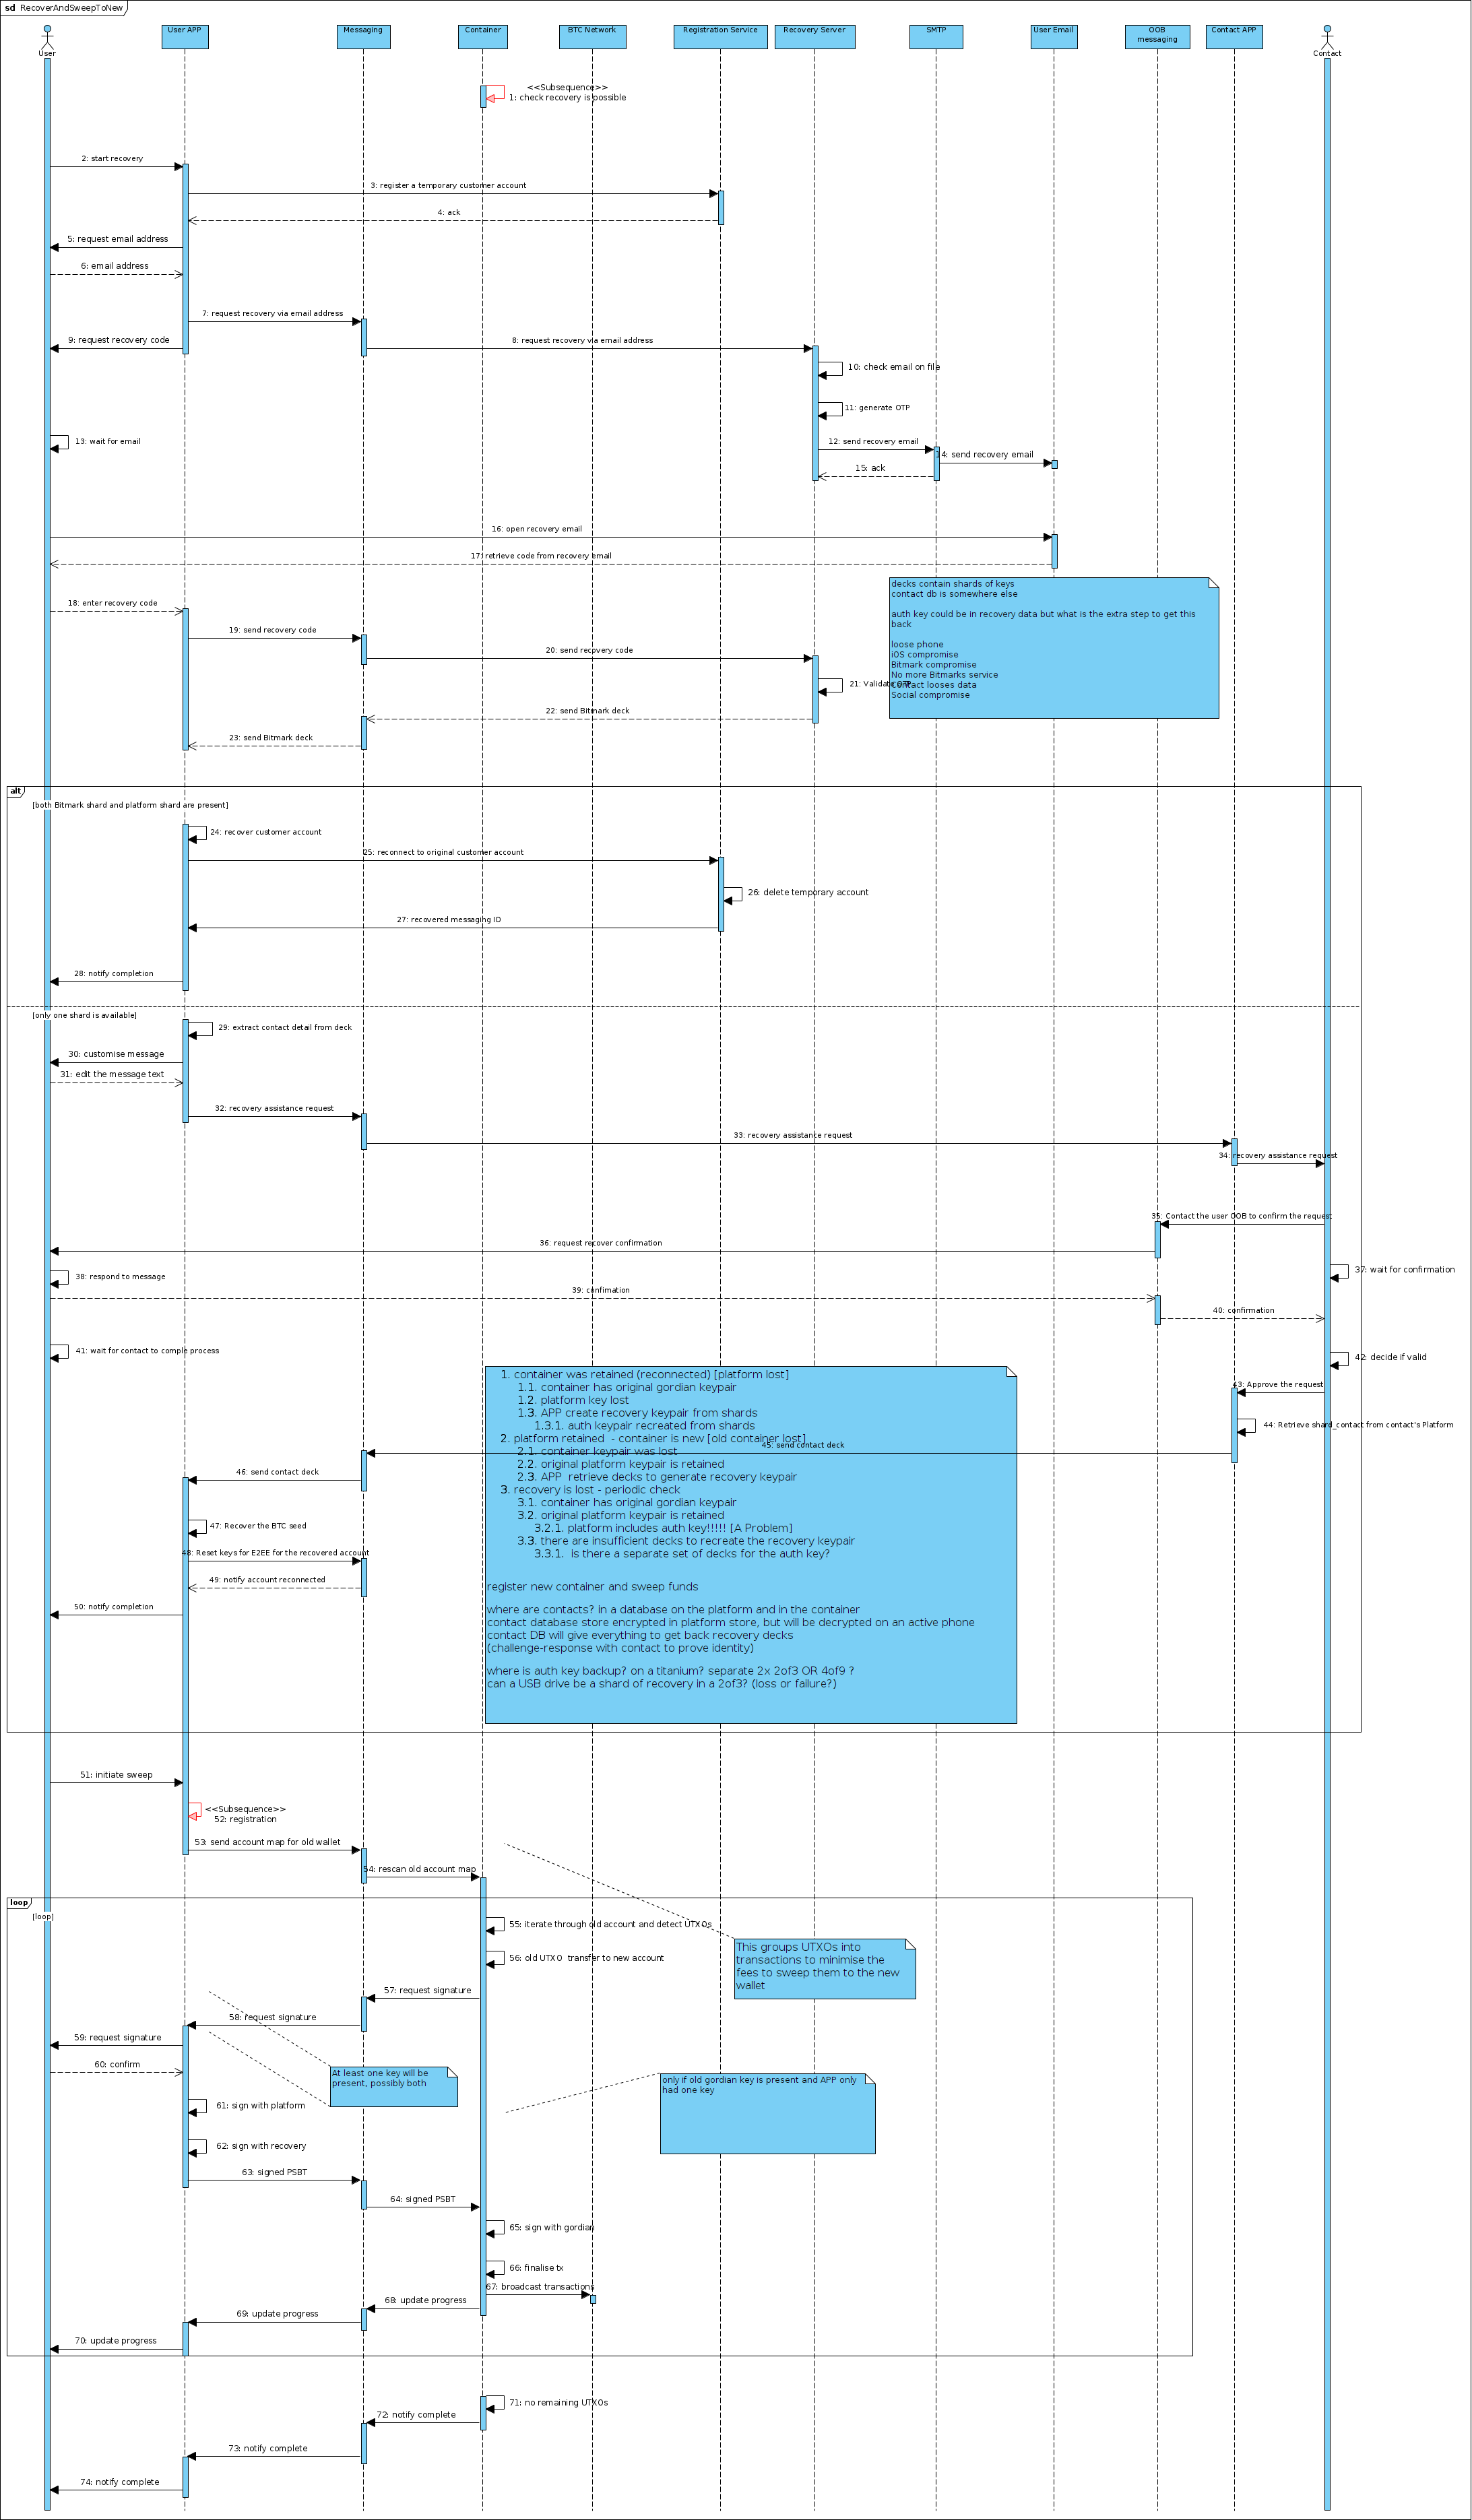 sd RecoverAndSweepToNew
User
User APP
Messaging
Container
BTC Network
Registration Service
Recovery Server
SMTP
User Email
OOB
messaging
Contact APP
Contact
<<Subsequence>>
1: check recovery is possible
2: start recovery
3: register a temporary customer account
4: ack
5: request email address
6: email address
7: request recovery via email address
9: request recovery code
8: request recovery via email address
10: check email on file
11: generate OTP
13: wait for email
12: send recovery email
14: send recovery email
15: ack
16: open recovery email
17: retrieve code from recovery email
decks contain shards of keys
contact db is somewhere else
auth key could be in recovery data but what is the extra step to get this
back
loose phone
iOS compromise
Bitmark compromise
No more Bitmarks service
Contact looses data
Social compromise
18: enter recovery code
19: send recovery code
20: send recovery code
21: Validate OTP
22: send Bitmark deck
23: send Bitmark deck
alt
[both Bitmark shard and platform shard are present]
24: recover customer account
25: reconnect to original customer account
26: delete temporary account
27: recovered messaging ID
28: notify completion
[only one shard is available]
29: extract contact detail from deck
30: customise message
31: edit the message text
32: recovery assistance request
33: recovery assistance request
34: recovery assistance request
35: Contact the user OOB to confirm the request
36: request recover confirmation
37: wait for confirmation
38: respond to message
39: confimation
40: confirmation
41: wait for contact to comple process
42: decide if valid
43: Approve the request
44: Retrieve shard_contact from contact's Platform
45: send contact deck
1. container was retained (reconnected) [platform lost]
1.1. container has original gordian keypair
1.2. platform key lost
1.3. APP create recovery keypair from shards
1.3.1. auth keypair recreated from shards
2. platform retained  - container is new [old container lost]
2.1. container keypair was lost
2.2. original platform keypair is retained
2.3. APP  retrieve decks to generate recovery keypair
3. recovery is lost - periodic check
3.1. container has original gordian keypair
3.2. original platform keypair is retained
3.2.1. platform includes auth key!!!!! [A Problem]
3.3. there are insufficient decks to recreate the recovery keypair
3.3.1.  is there a separate set of decks for the auth key?
register new container and sweep funds
where are contacts? in a database on the platform and in the container
contact database store encrypted in platform store, but will be decrypted on an active phone
contact DB will give everything to get back recovery decks
(challenge-response with contact to prove identity)
where is auth key backup? on a titanium? separate 2x 2of3 OR 4of9 ?
can a USB drive be a shard of recovery in a 2of3? (loss or failure?)
46: send contact deck
47: Recover the BTC seed
48: Reset keys for E2EE for the recovered account
49: notify account reconnected
50: notify completion
51: initiate sweep
<<Subsequence>>
52: registration
53: send account map for old wallet
54: rescan old account map
loop
[loop]
55: iterate through old account and detect UTXOs
This groups UTXOs into
transactions to minimise the
fees to sweep them to the new
wallet
56: old UTXO  transfer to new account
57: request signature
58: request signature
59: request signature
60: confirm
At least one key will be
present, possibly both
only if old gordian key is present and APP only
had one key
61: sign with platform
62: sign with recovery
63: signed PSBT
64: signed PSBT
65: sign with gordian
66: finalise tx
67: broadcast transactions
68: update progress
69: update progress
70: update progress
71: no remaining UTXOs
72: notify complete
73: notify complete
74: notify complete